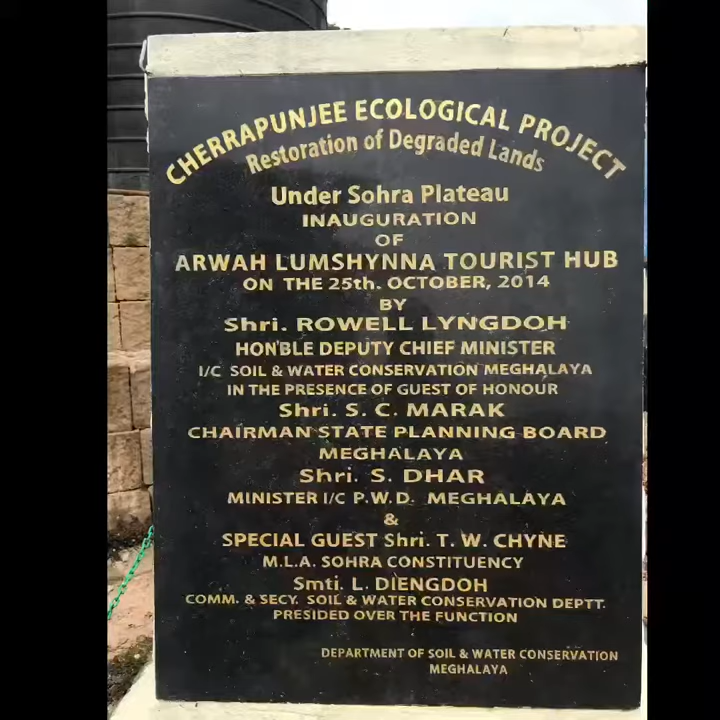 CHERRAPUNJEE ECOLOGICAL PROJECT
Restoration of Degraded Lands
Under Sohra Plateau
INAUGURATION
OF
ARWAH LUMSHYNNA TOURIST HUB
ON THE 25th. OCTOBER, 2014
BY
Shri. ROWELL LYNGDOH
HON'BLE DEPUTY CHIEF MINISTER
I/C SOIL & WATER CONSERVATION MEGHALAYA
IN THE PRESENCE OF GUEST OF HONOUR
Shri. S. C. MARAK
CHAIRMAN STATE PLANNING BOARD
MEGHALAYA
Shri. S. DHAR
MINISTER I/C P.W.D. MEGHALAYA
&
SPECIAL GUEST Shri. T. W. CHYNE
M.L.A. SOHRA CONSTITUENCY
Smti. L. DIENGDOH
COMM. & SECY. SOIL & WATER CONSERVATION DEPTT.
PRESIDED OVER THE FUNCTION
DEPARTMENT OF SOIL & WATER CONSERVATION
MEGHALAYA